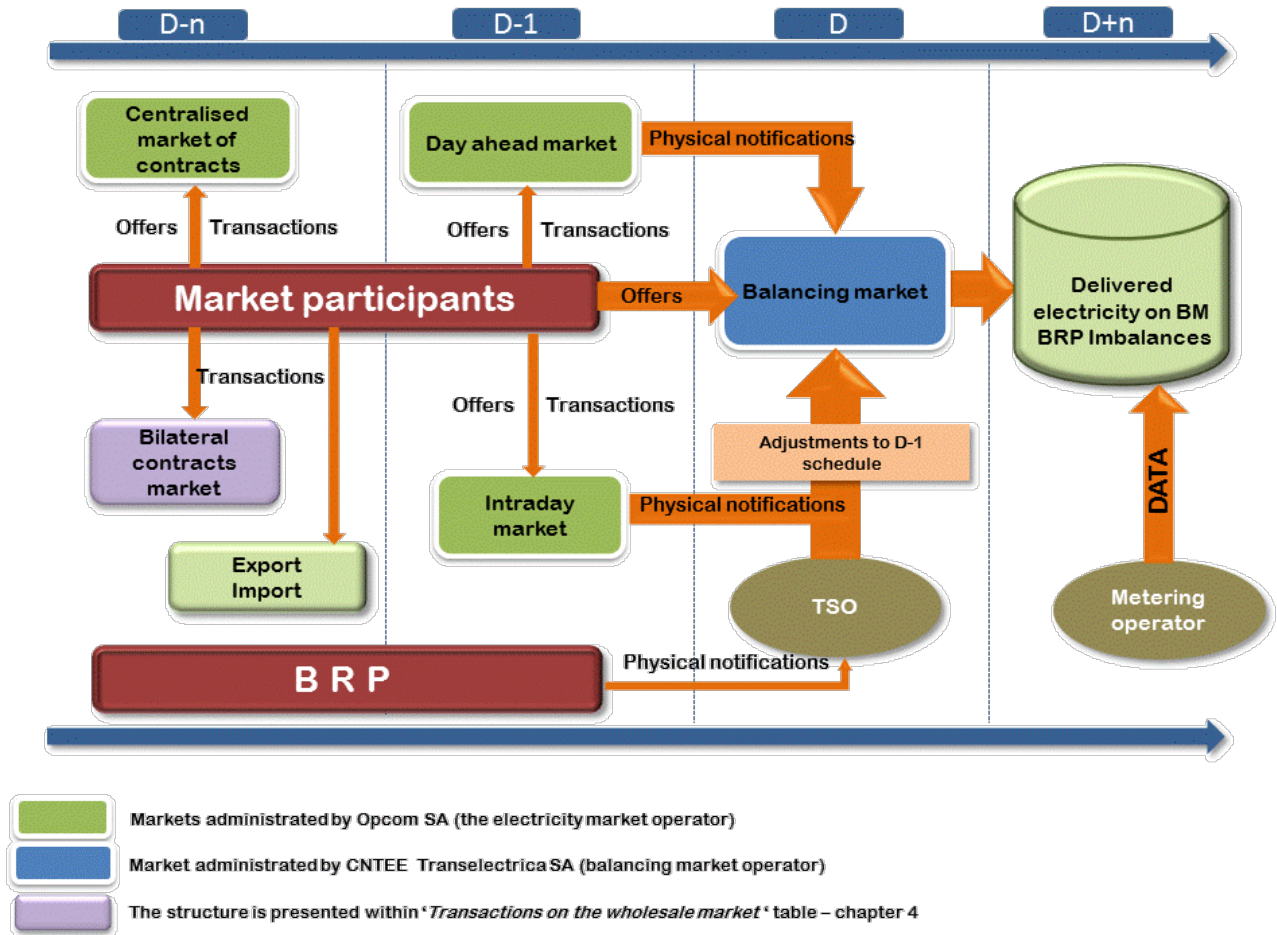 D-n
D-1
D
D+n
Centralised
market of
contracts
Day ahead market
Physical notifications
Offers
Transactions
Offers
Transactions
Market participants
Offers
Balancing market
Delivered
electricity on BM
BRP Imbalances
Transactions
Offers
Transactions
Bilateral
contracts
market
Adjustments to D-1
schedule
Intraday
market
Physical notifications
DATA
Export
Import
TSO
Metering
operator
B R P
Physical notifications
Markets administrated by Opcom SA (the electricity market operator)
Market administrated by CNTEE Transelectrica SA (balancing market operator)
The structure is presented within ‘Transactions on the wholesale market ‘ table – chapter 4